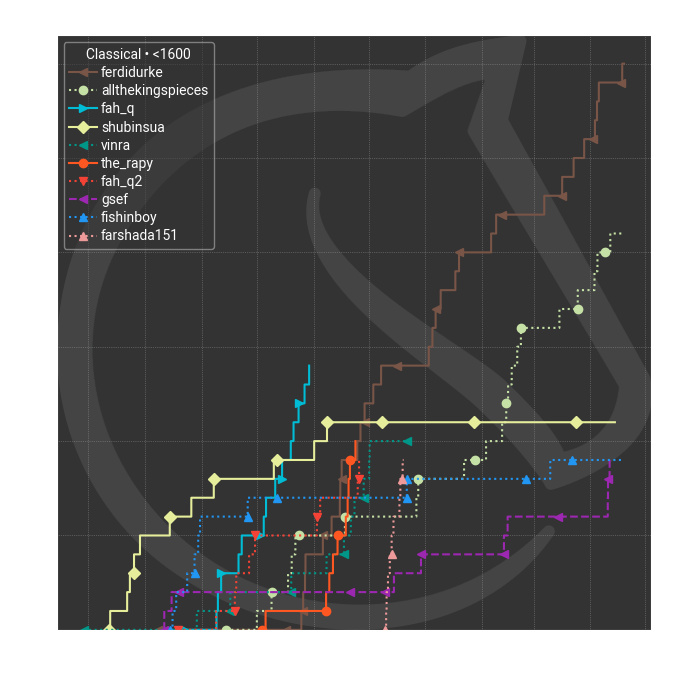 Classical • <1600
ferdidurke
allthekingspieces
fah_q
shubinsua
vinra
the_rapy
fah_q2
gsef
fishinboy
farshada151